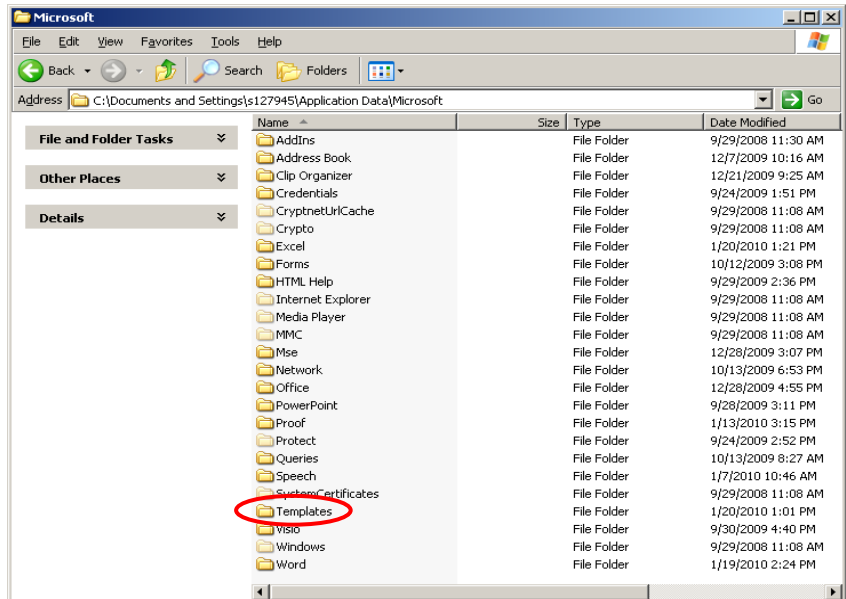 Microsoft
File Edit View Favorites Tools Help
Back Search Folders
Address C:\Documents and Settings\s127945\Application Data\Microsoft Go
File and Folder Tasks
Other Places
Details
Name Size Type Date Modified
AddIns File Folder 9/29/2008 11:30 AM
Address Book File Folder 12/7/2009 10:16 AM
Clip Organizer File Folder 12/21/2009 9:25 AM
Credentials File Folder 9/24/2009 1:51 PM
CryptnetUrlCache File Folder 9/29/2008 11:08 AM
Crypto File Folder 9/29/2008 11:08 AM
Excel File Folder 1/20/2010 1:21 PM
Forms File Folder 10/12/2009 3:08 PM
HTML Help File Folder 9/29/2009 2:36 PM
Internet Explorer File Folder 9/29/2008 11:08 AM
Media Player File Folder 9/29/2008 11:08 AM
MMC File Folder 9/29/2008 11:08 AM
Mse File Folder 12/28/2009 3:07 PM
Network File Folder 10/13/2009 6:53 PM
Office File Folder 12/28/2009 4:55 PM
PowerPoint File Folder 9/28/2009 3:11 PM
Proof File Folder 1/13/2010 3:15 PM
Protect File Folder 9/24/2009 2:52 PM
Queries File Folder 10/13/2009 8:27 AM
Speech File Folder 1/7/2010 10:46 AM
SystemCertificates File Folder 9/29/2008 11:08 AM
Templates File Folder 1/20/2010 1:01 PM
Visio File Folder 9/30/2009 4:40 PM
Windows File Folder 9/29/2008 11:08 AM
Word File Folder 1/19/2010 2:24 PM